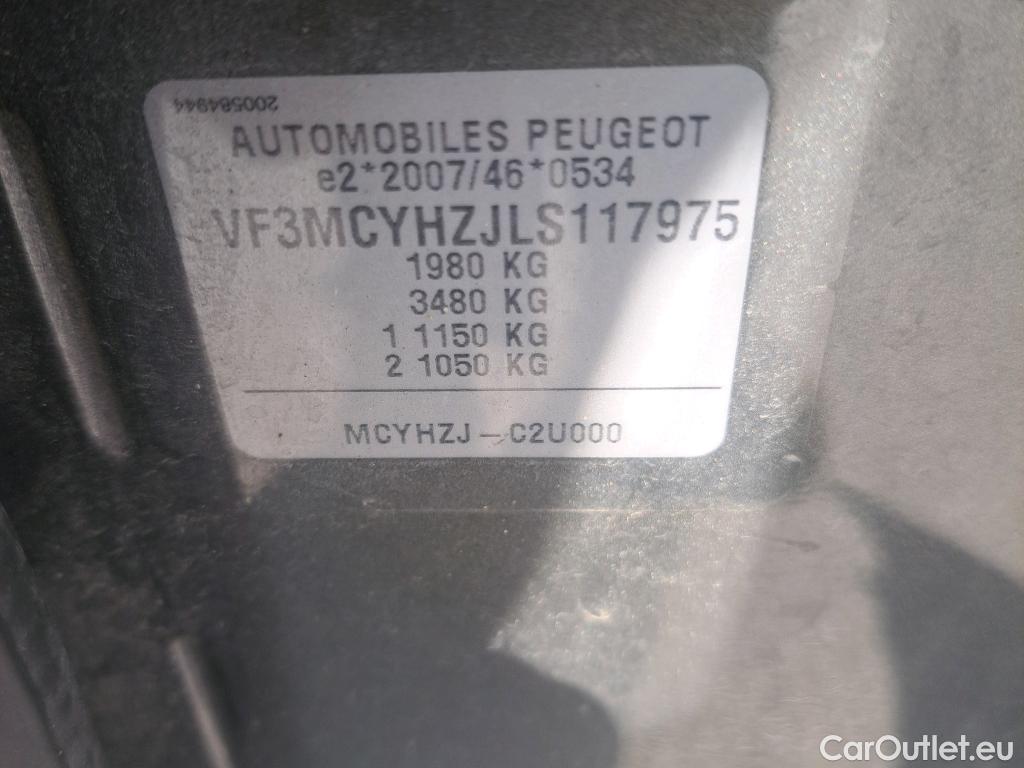 200584944
AUTOMOBILES PEUGEOT
e2*2007/46*0534
VF3MCYHZJLS117975
1980 KG
3480 KG
1 1150 KG
2 1050 KG
MCYHZJ - C2U000
CarOutlet.eu